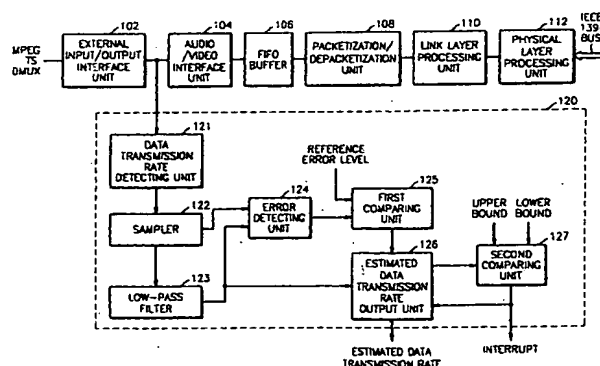 102
104
106
108
110
112
IEEE
139
BUS
MPEG
TS
DMUX
EXTERNAL
INPUT/OUTPUT
INTERFACE
UNIT
AUDIO
/VIDEO
INTERFACE
UNIT
FIFO
BUFFER
PACKETIZATION/
DEPACKETIZATION
UNIT
LINK LAYER
PROCESSING
UNIT
PHYSICAL
LAYER
PROCESSING
UNIT
120
121
DATA
TRANSMISSION
RATE
DETECTING UNIT
122
SAMPLER
123
LOW-PASS
FILTER
124
ERROR
DETECTING
UNIT
REFERENCE
ERROR LEVEL
125
FIRST
COMPARING
UNIT
126
ESTIMATED
DATA
TRANSMISSION
RATE
OUTPUT UNIT
UPPER
BOUND
LOWER
BOUND
127
SECOND
COMPARING
UNIT
ESTIMATED DATA
TRANSMISSION RATE
INTERRUPT